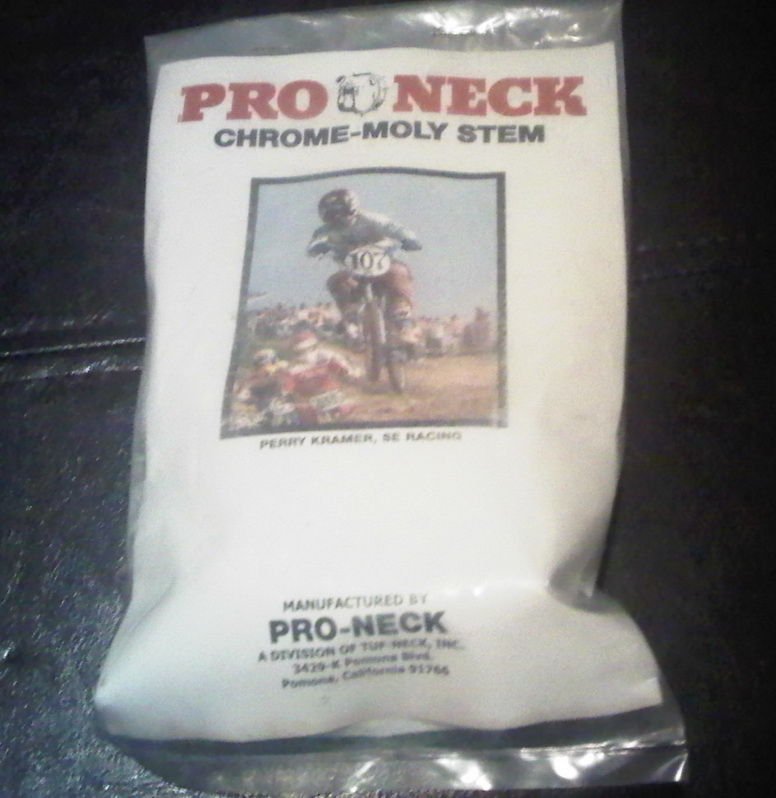 PRO NECK
CHROME-MOLY STEM
107
PERRY KRAMER, SE RACING
MANUFACTURED BY
PRO-NECK
A DIVISION OF TUF NECK, INC.
3429-K Pomona Blvd.
Pomona, California 91766